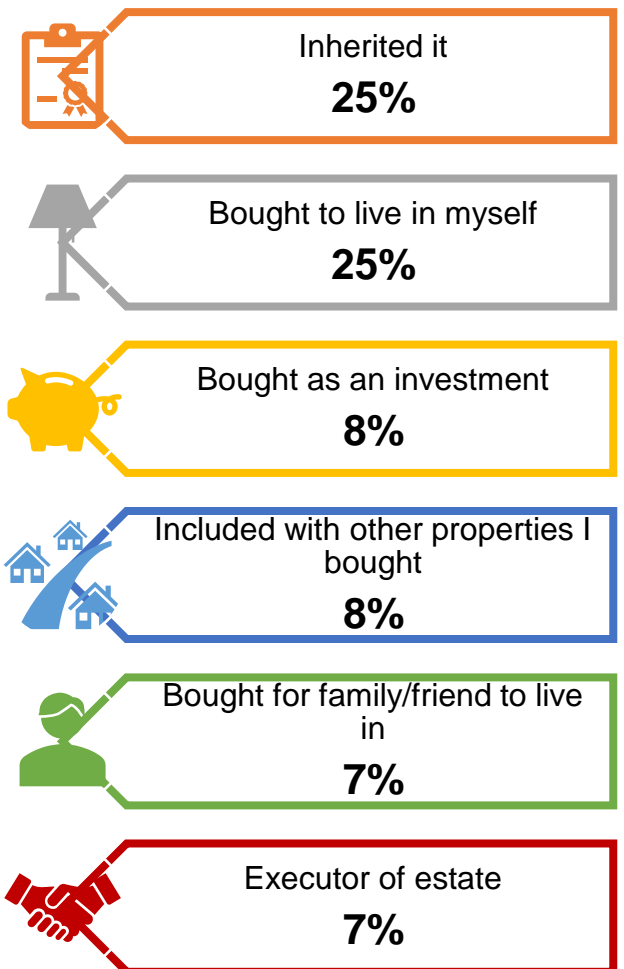 Inherited it
25%
Bought to live in myself
25%
Bought as an investment
8%
Included with other properties I
bought
8%
Bought for family/friend to live
in
7%
Executor of estate
7%